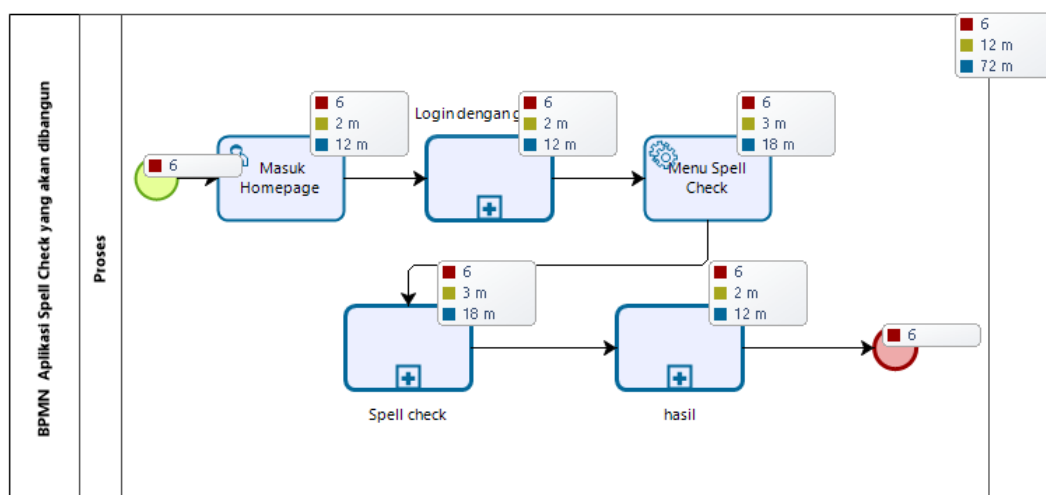 BPMN Aplikasi Spell Check yang akan dibangun
Proses
6
12 m
72 m
6
Masuk
Homepage
6
2 m
12 m
Login dengan
6
2 m
12 m
Menu Spell
Check
6
3 m
18 m
Spell check
6
3 m
18 m
hasil
6
2 m
12 m
6